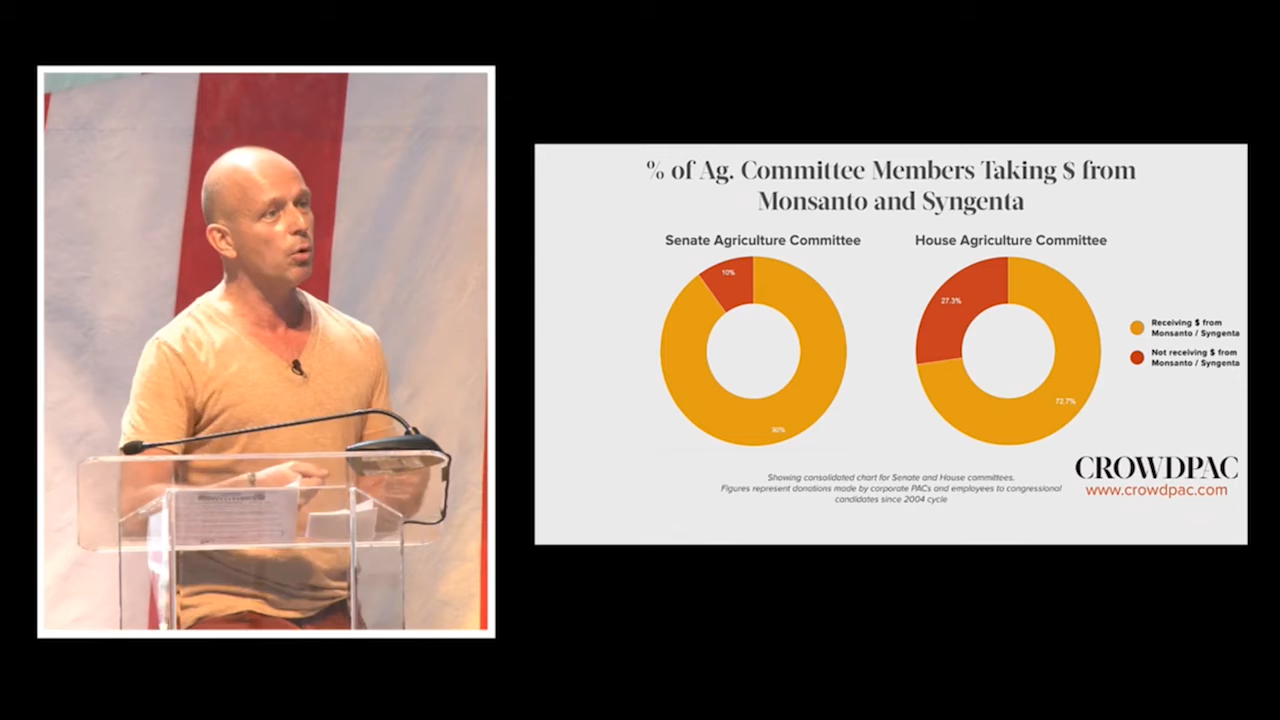 % of Ag. Committee Members Taking $ from
Monsanto and Syngenta
Senate Agriculture Committee
House Agriculture Committee
10%
90%
27.3%
72.7%
Receiving $ from
Monsanto / Syngenta
Not receiving $ from
Monsanto / Syngenta
Showing consolidated chart for Senate and House committees.
Figures represent donations made by corporate PACs and employees to congressional
candidates since 2004 cycle
CROWDPAC
www.crowdpac.com